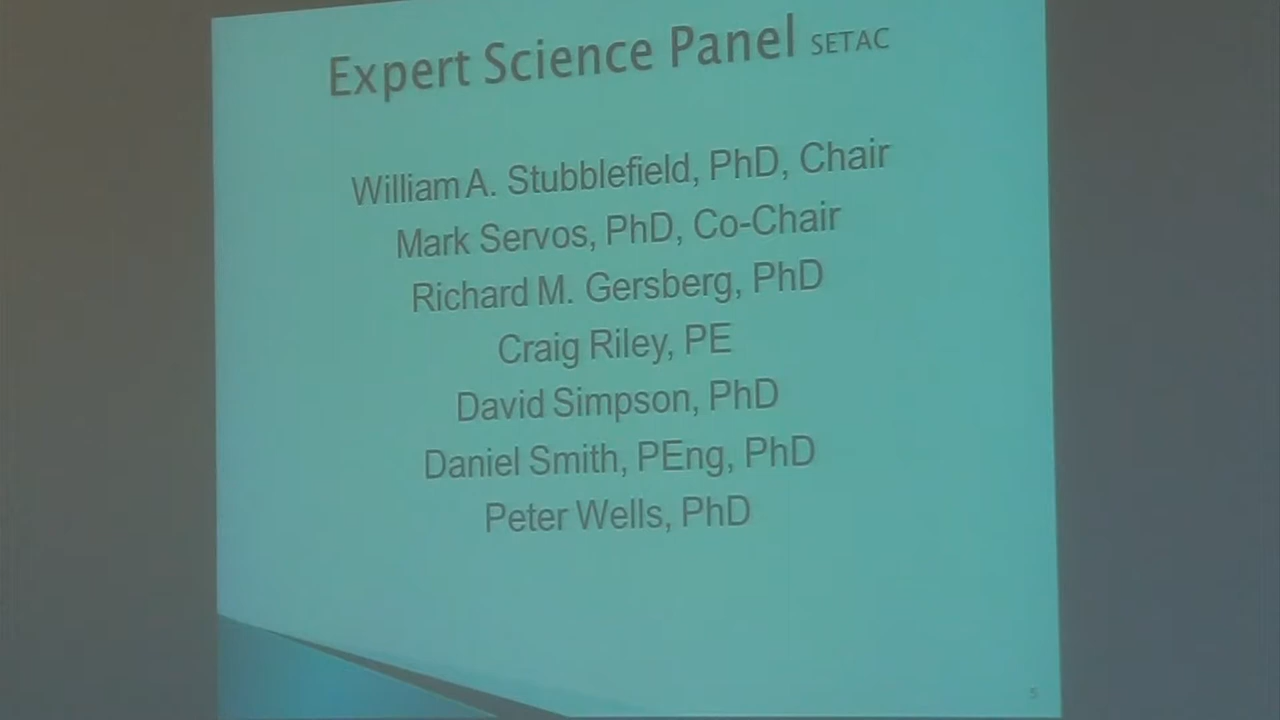 Expert Science Panel SETAC
William A. Stubblefield, PhD, Chair
Mark Servos, PhD, Co-Chair
Richard M. Gersberg, PhD
Craig Riley, PE
David Simpson, PhD
Daniel Smith, PEng, PhD
Peter Wells, PhD
5